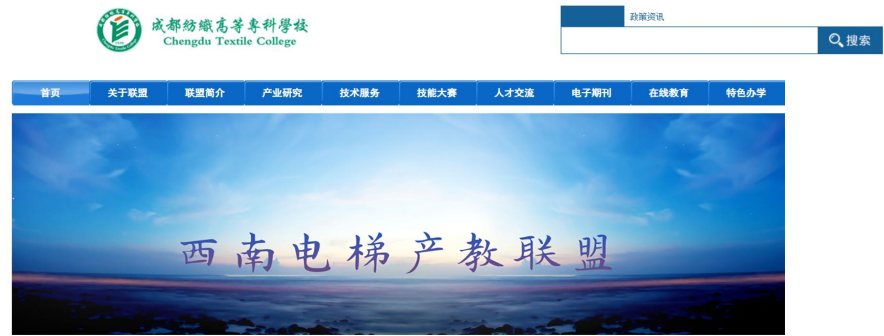 成都纺织高等专科學校
Chengdu Textile College
政策资讯
搜索
首页 关于联盟 联盟简介 产业研究 技术服务 技能大赛 人才交流 电子期刊 在线教育 特色办学
西南电梯产教联盟